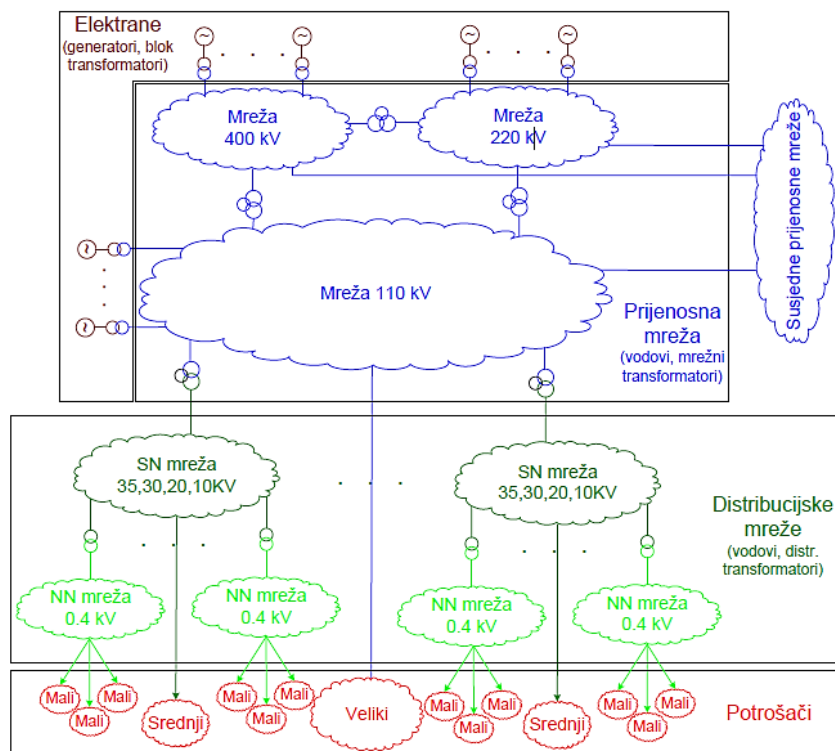 Elektrane
(generatori, blok
transformatori)
Mreža
400 kV
Mreža
220 kV
Susjedne prijenosne mreže
Mreža 110 kV
Prijenosna
mreža
(vodovi, mrežni
transformatori)
SN mreža
35,30,20,10KV
SN mreža
35,30,20,10KV
Distribucijske
mreže
(vodovi, distr.
transformatori)
NN mreža
0.4 kV
NN mreža
0.4 kV
NN mreža
0.4 kV
NN mreža
0.4 kV
Mali
Mali
Mali
Srednji
Mali
Mali
Mali
Veliki
Mali
Mali
Mali
Srednji
Mali
Mali
Mali
Potrošači